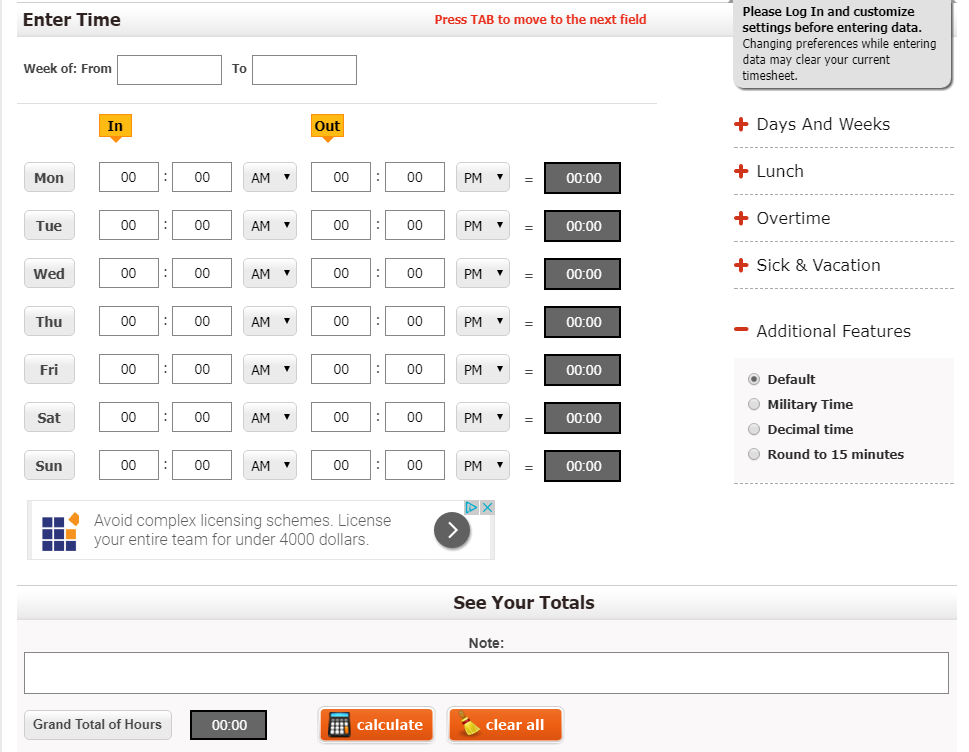 Enter Time
Press TAB to move to the next field
Please Log In and customize
settings before entering data.
Changing preferences while entering
data may clear your current
timesheet.
Week of: From To
In Out
Mon 00 : 00 AM 00 : 00 PM = 00:00
Tue 00 : 00 AM 00 : 00 PM = 00:00
Wed 00 : 00 AM 00 : 00 PM = 00:00
Thu 00 : 00 AM 00 : 00 PM = 00:00
Fri 00 : 00 AM 00 : 00 PM = 00:00
Sat 00 : 00 AM 00 : 00 PM = 00:00
Sun 00 : 00 AM 00 : 00 PM = 00:00
Days And Weeks
Lunch
Overtime
Sick & Vacation
Additional Features
Default
Military Time
Decimal time
Round to 15 minutes
Avoid complex licensing schemes. License
your entire team for under 4000 dollars.
See Your Totals
Note:
Grand Total of Hours 00:00 calculate clear all